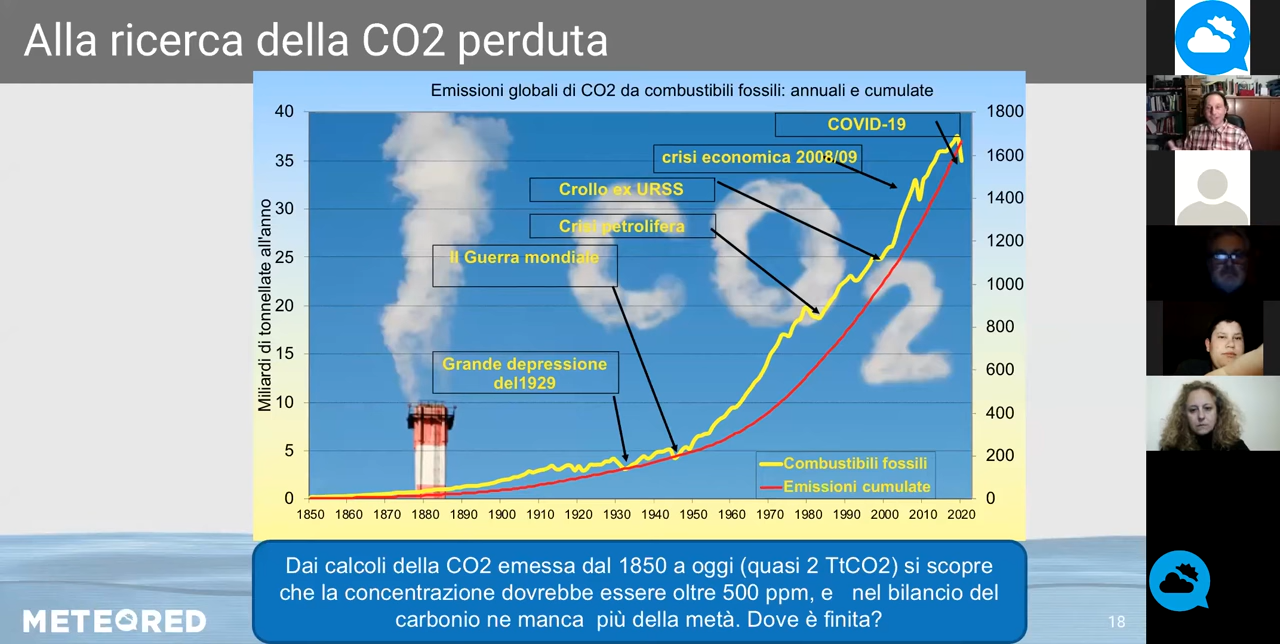 Alla ricerca della CO2 perduta
Emissioni globali di CO2 da combustibili fossili: annuali e cumulate
40
35
30
25
20
15
10
5
0
Miliardi di tonnellate all'anno
1800
1600
1400
1200
1000
800
600
400
200
0
COVID-19
crisi economica 2008/09
Crollo ex URSS
Crisi petrolifera
II Guerra mondiale
Grande depressione
del1929
CO2
Combustibili fossili
Emissioni cumulate
1850 1860 1870 1880 1890 1900 1910 1920 1930 1940 1950 1960 1970 1980 1990 2000 2010 2020
Dai calcoli della CO2 emessa dal 1850 a oggi (quasi 2 TtCO2) si scopre
che la concentrazione dovrebbe essere oltre 500 ppm, e nel bilancio del
carbonio ne manca più della metà. Dove è finita?
METEORED
18